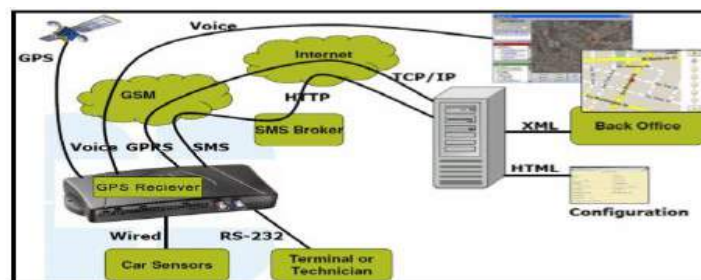 Voice
Internet
GPS
TCP/IP
GSM
HTTP
SMS Broker
XML
Back Office
Voice GPRS SMS
GPS Reciever
HTML
Configuration
Wired
RS-232
Car Sensors
Terminal or
Technician